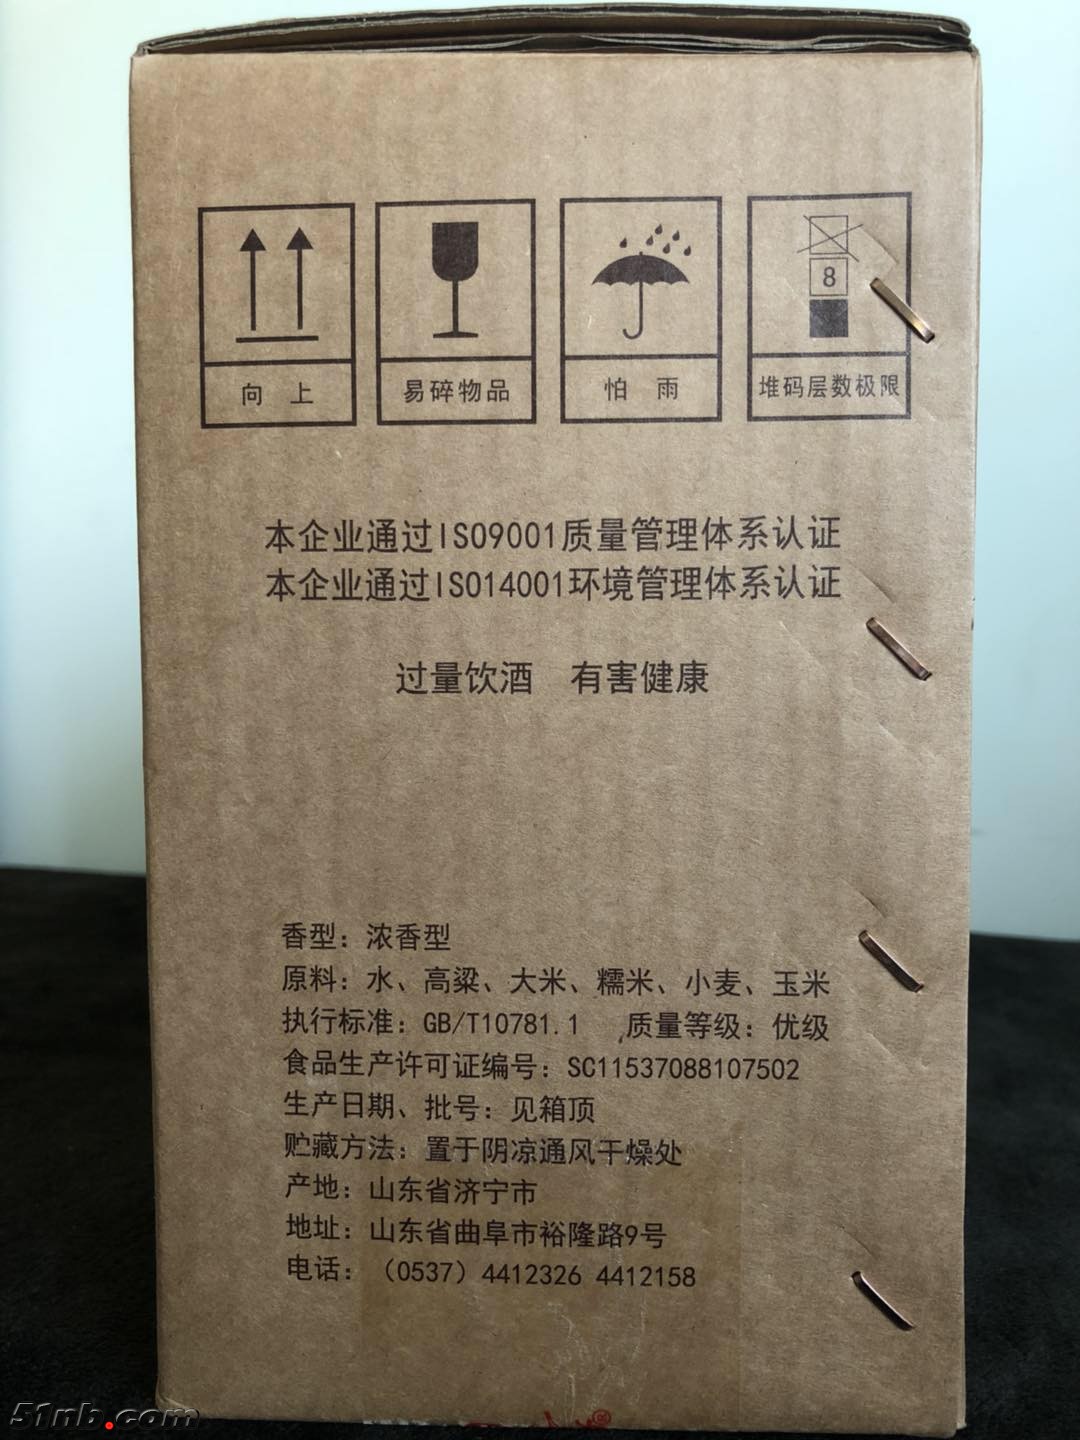 8
向 上
易碎物品
怕 雨
堆码层数极限
本企业通过ISO9001质量管理体系认证
本企业通过ISO14001环境管理体系认证
过量饮酒 有害健康
香型：浓香型
原料：水、高粱、大米、糯米、小麦、玉米
执行标准：GB/T10781.1 质量等级：优级
食品生产许可证编号：SC11537088107502
生产日期、批号：见箱顶
贮藏方法：置于阴凉通风干燥处
产地：山东省济宁市
地址：山东省曲阜市裕隆路9号
电话：（0537）4412326 4412158
51nb.com